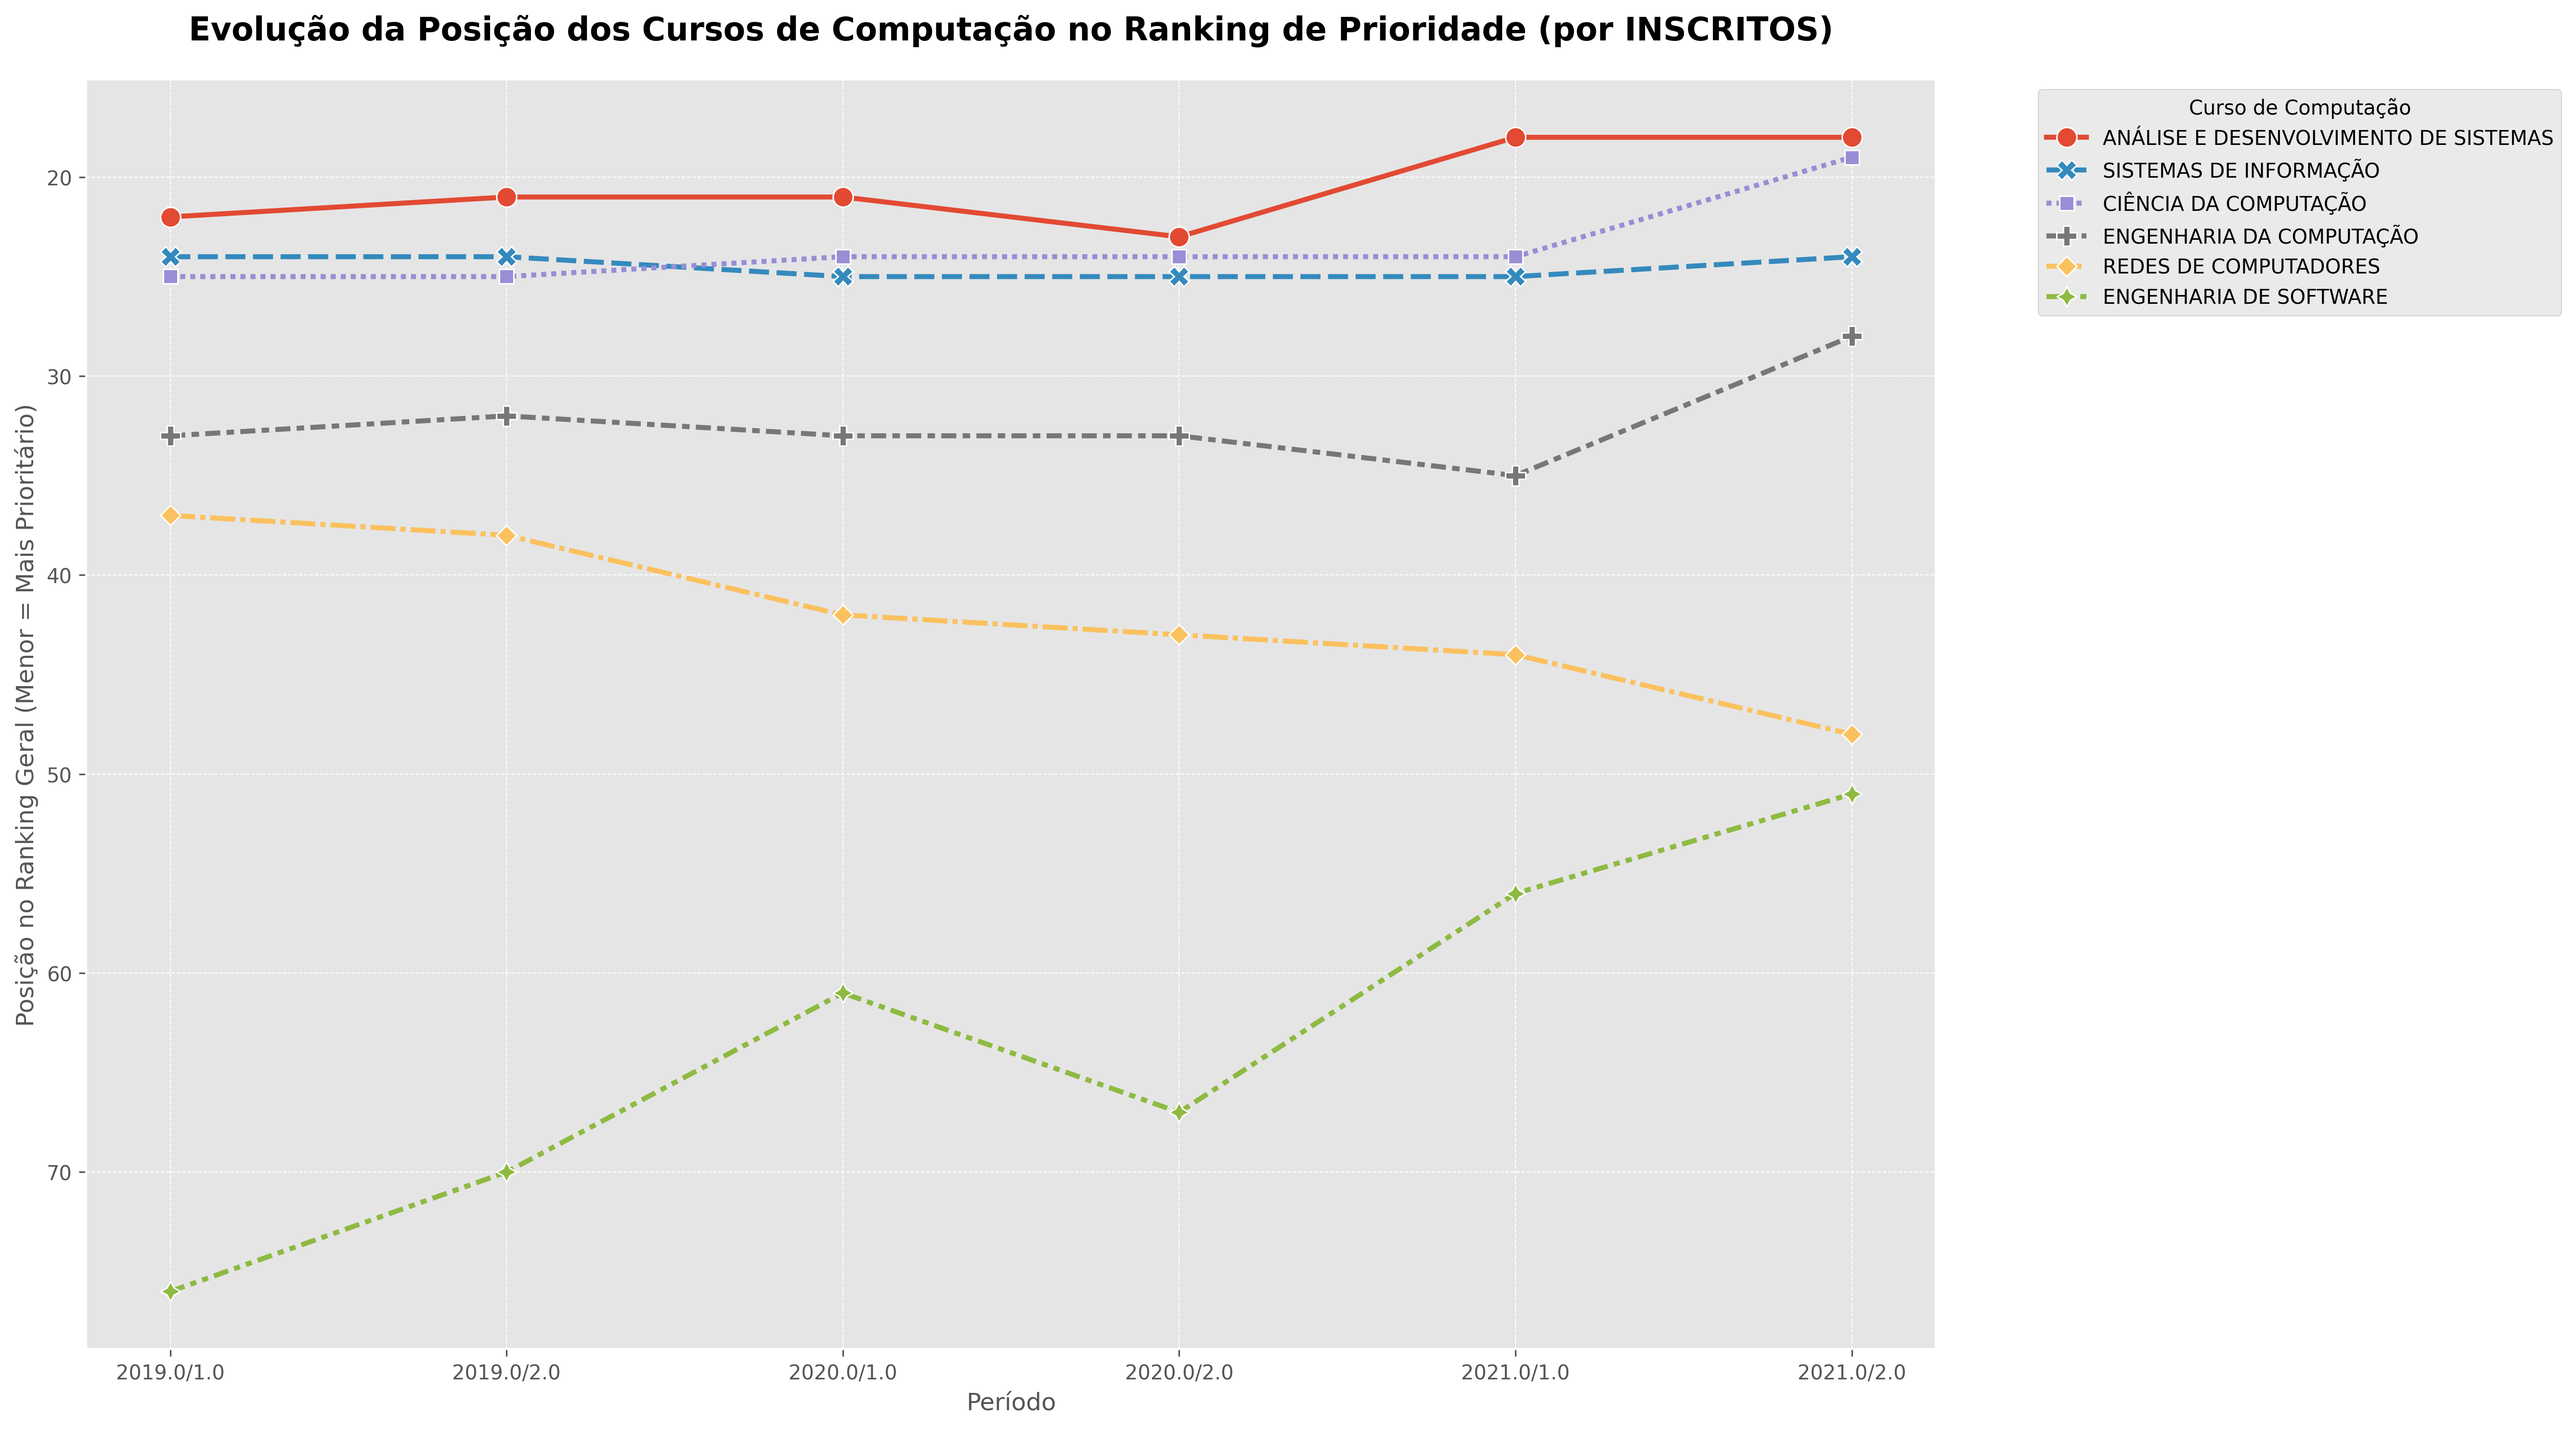 Evolução da Posição dos Cursos de Computação no Ranking de Prioridade (por INSCRITOS)
Posição no Ranking Geral (Menor = Mais Prioritário)
20
30
40
50
60
70
2019.0/1.0
2019.0/2.0
2020.0/1.0
2020.0/2.0
2021.0/1.0
2021.0/2.0
Período
Curso de Computação
ANÁLISE E DESENVOLVIMENTO DE SISTEMAS
SISTEMAS DE INFORMAÇÃO
CIÊNCIA DA COMPUTAÇÃO
ENGENHARIA DA COMPUTAÇÃO
REDES DE COMPUTADORES
ENGENHARIA DE SOFTWARE